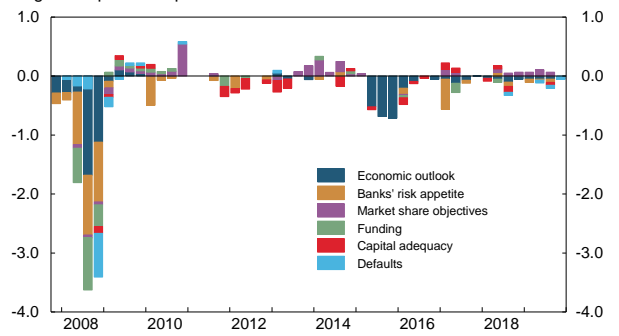 1.0 1.0
0.0 0.0
-1.0 -1.0
-2.0 -2.0
-3.0 -3.0
-4.0 -4.0
Economic outlook
Banks' risk appetite
Market share objectives
Funding
Capital adequacy
Defaults
2008 2010 2012 2014 2016 2018